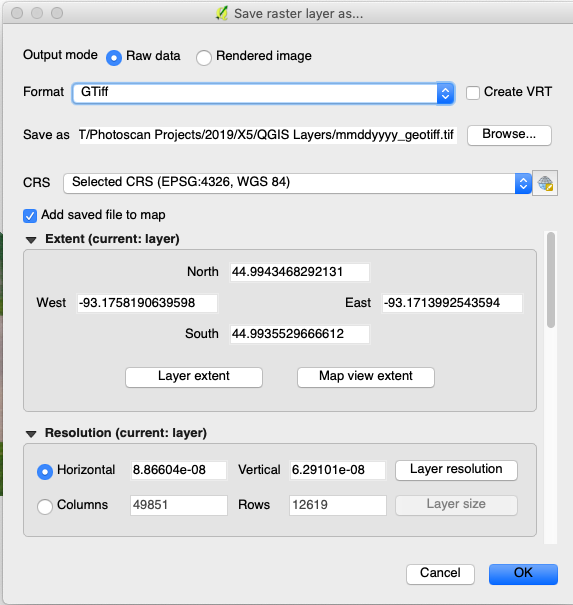 Save raster layer as...
Output mode Raw data Rendered image
Format GTiff Create VRT
Save as T/Photoscan Projects/2019/X5/QGIS Layers/mmddyyyy_geotiff.tif Browse...
CRS Selected CRS (EPSG:4326, WGS 84)
Add saved file to map
Extent (current: layer)
North 44.9943468292131
West -93.1758190639598 East -93.1713992543594
South 44.9935529666612
Layer extent Map view extent
Resolution (current: layer)
Horizontal 8.86604e-08 Vertical 6.29101e-08 Layer resolution
Columns 49851 Rows 12619 Layer size
Cancel OK